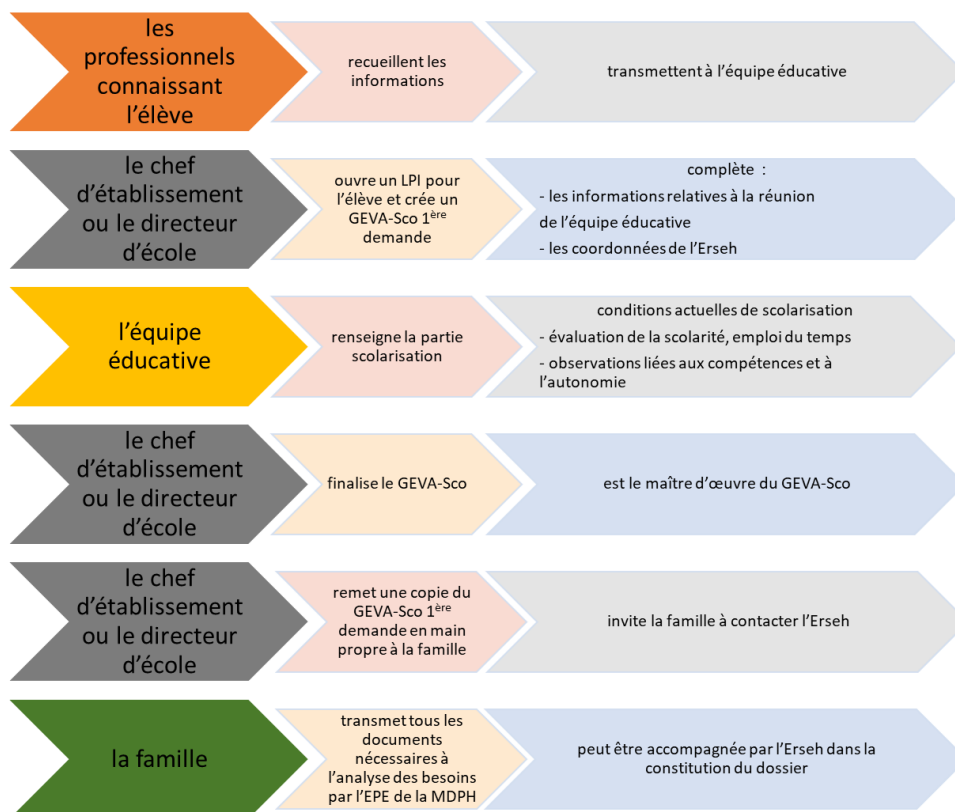 les
professionnels
connaissant
l'élève
recueillent les
informations
transmettent à l'équipe éducative
le chef
d'établissement
ou le directeur
d'école
ouvre un LPI pour
l'élève et crée un
GEVA-Sco 1ère
demande
complète :
- les informations relatives à la réunion
de l'équipe éducative
- les coordonnées de l'Erseh
l'équipe
éducative
renseigne la partie
scolarisation
conditions actuelles de scolarisation
- évaluation de la scolarité, emploi du temps
- observations liées aux compétences et à
l'autonomie
le chef
d'établissement
ou le directeur
d'école
finalise le GEVA-Sco
est le maître d'œuvre du GEVA-Sco
le chef
d'établissement
ou le directeur
d'école
remet une copie du
GEVA-Sco 1ère
demande en main
propre à la famille
invite la famille à contacter l'Erseh
la famille
transmet tous les
documents
nécessaires à
l'analyse des besoins
par l'EPE de la MDPH
peut être accompagnée par l'Erseh dans la
constitution du dossier